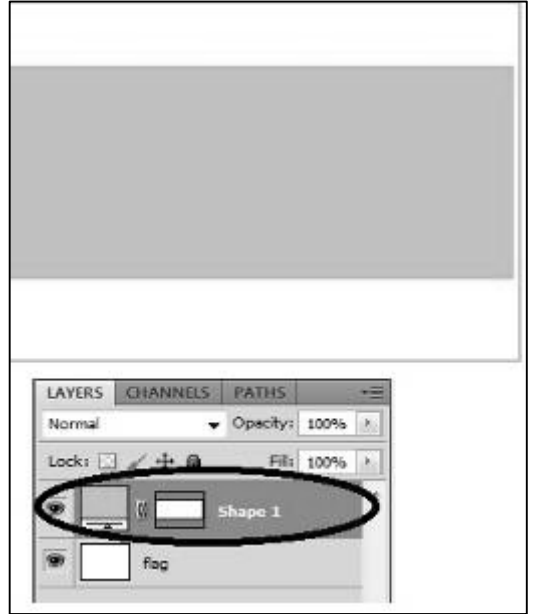 LAYERS CHANNELS PATHS
Normal Opacity: 100%
Lock: Fill: 100%
Shape 1
flag